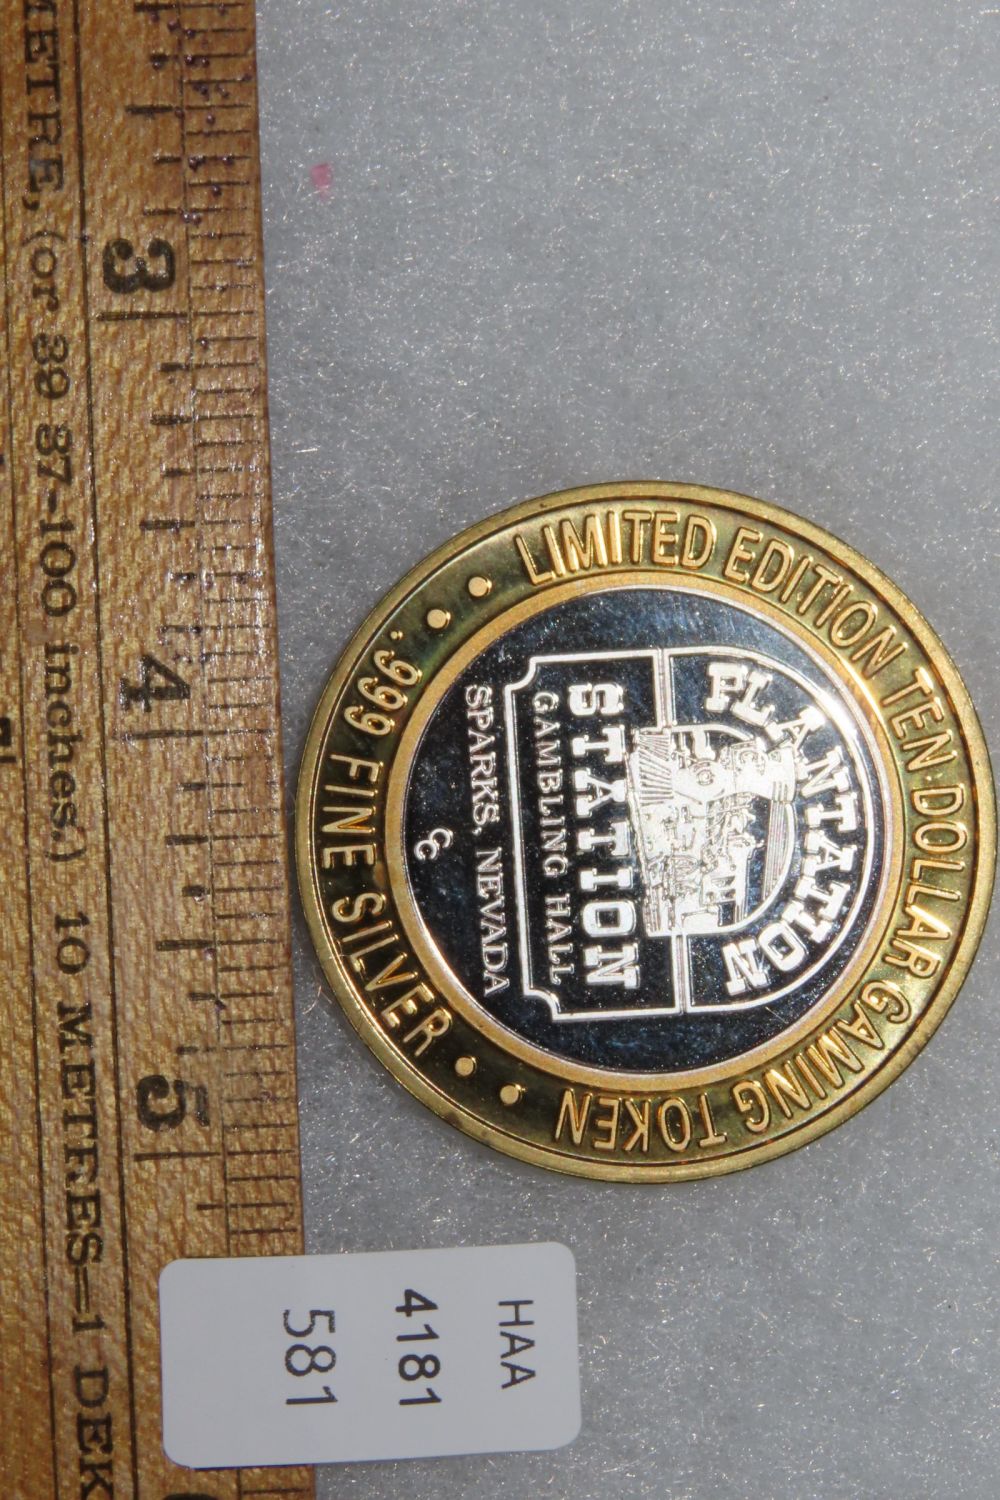 LIMITED EDITION TEN DOLLAR GAMING TOKEN
.999 FINE SILVER
PLANTATION
STATION
GAMBLING HALL
SPARKS, NEVADA
CC
HAA
4181
581
3
4
5
METRE, (or 39 37-100 inches.) 10 METRES=1 DEK